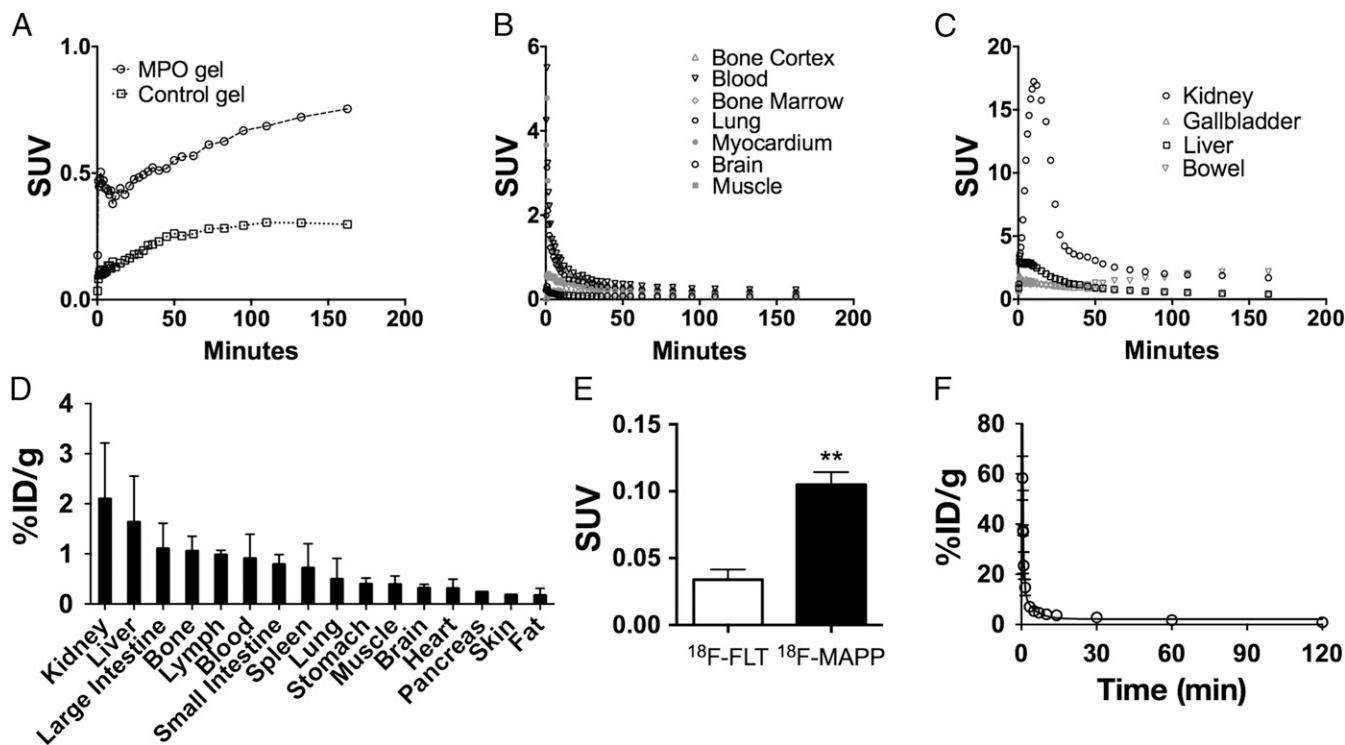 A
1.0
0.5
0.0
SUV
MPO gel
Control gel
0 50 100 150 200
Minutes
B
6
4
2
0
SUV
Bone Cortex
Blood
Bone Marrow
Lung
Myocardium
Brain
Muscle
0 50 100 150 200
Minutes
C
20
15
10
5
0
SUV
Kidney
Gallbladder
Liver
Bowel
0 50 100 150 200
Minutes
D
4
3
2
1
0
%ID/g
Kidney
Liver
Large Intestine
Bone
Lymph
Blood
Small Intestine
Spleen
Lung
Stomach
Muscle
Brain
Heart
Pancreas
Skin
Fat
E
0.15
0.10
0.05
0.00
SUV
**
¹⁸F-FLT ¹⁸F-MAPP
F
80
60
40
20
0
%ID/g
0 30 60 90 120
Time (min)